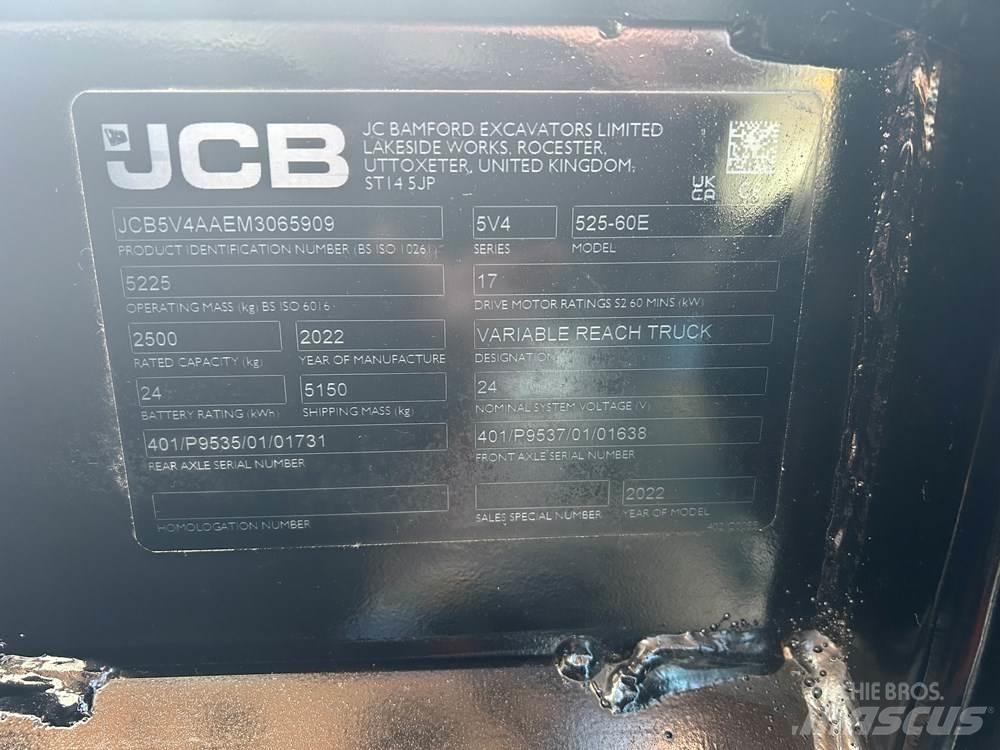 JCB
JC BAMFORD EXCAVATORS LIMITED
LAKESIDE WORKS, ROCESTER,
UTTOXETER, UNITED KINGDOM,
ST14 5JP
UK
CA
JCB5V4AAEM3065909 5V4 525-60E
PRODUCT IDENTIFICATION NUMBER (BS ISO 10261) SERIES MODEL
5225 17
OPERATING MASS (kg) BS ISO 6016 DRIVE MOTOR RATINGS S2 60 MINS (kW)
2500 2022 VARIABLE REACH TRUCK
RATED CAPACITY (kg) YEAR OF MANUFACTURE DESIGNATION
24 5150 24
BATTERY RATING (kWh) SHIPPING MASS (kg) NOMINAL SYSTEM VOLTAGE (V)
401/P9535/01/01731 401/P9537/01/01638
REAR AXLE SERIAL NUMBER FRONT AXLE SERIAL NUMBER
2022
HOMOLOGATION NUMBER SALES SPECIAL NUMBER YEAR OF MODEL
BROS.
MASCUS